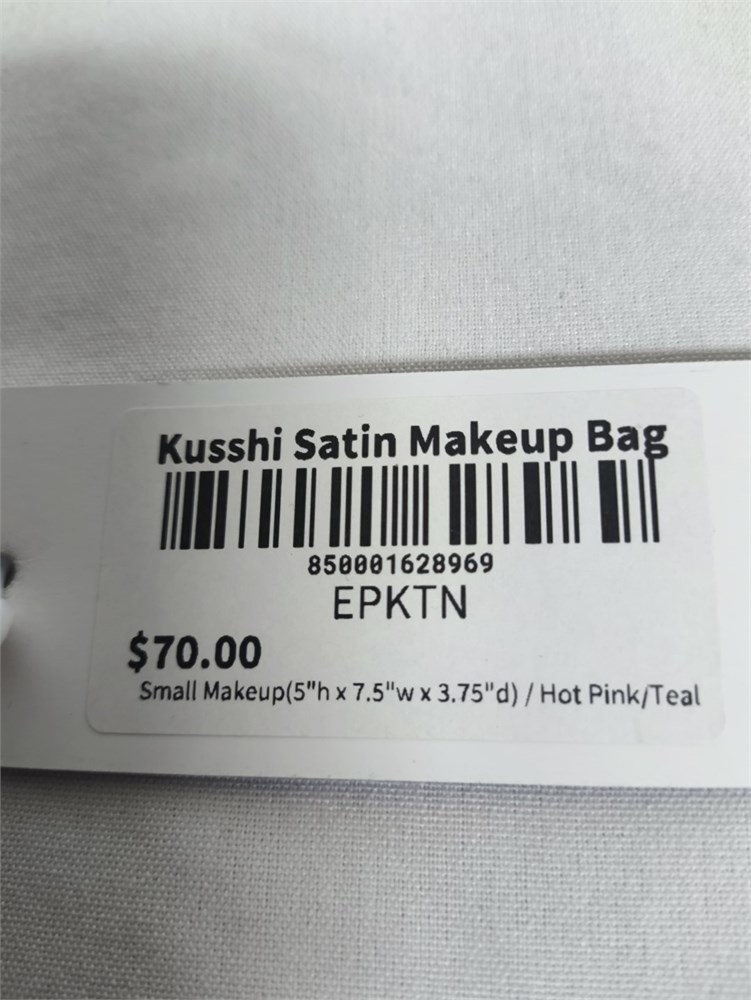 Kusshi Satin Makeup Bag
850001628969
EPKTN
$70.00
Small Makeup(5"h x 7.5"w x 3.75"d) / Hot Pink/Teal